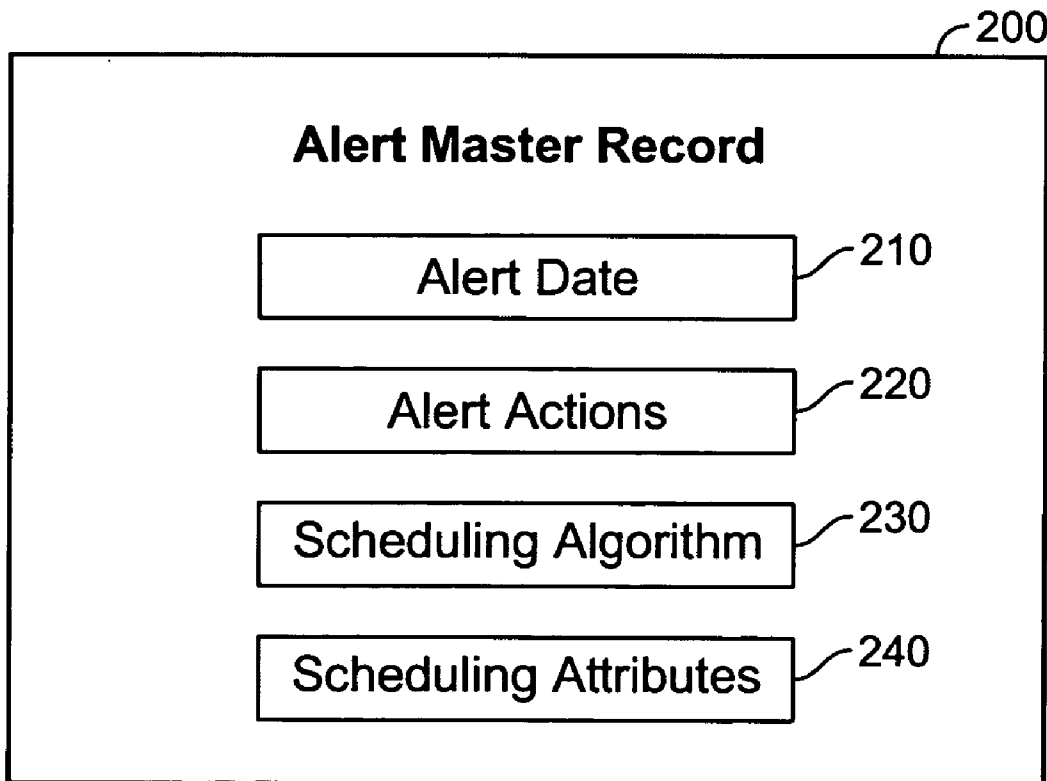 200
Alert Master Record
Alert Date
210
Alert Actions
220
Scheduling Algorithm
230
Scheduling Attributes
240